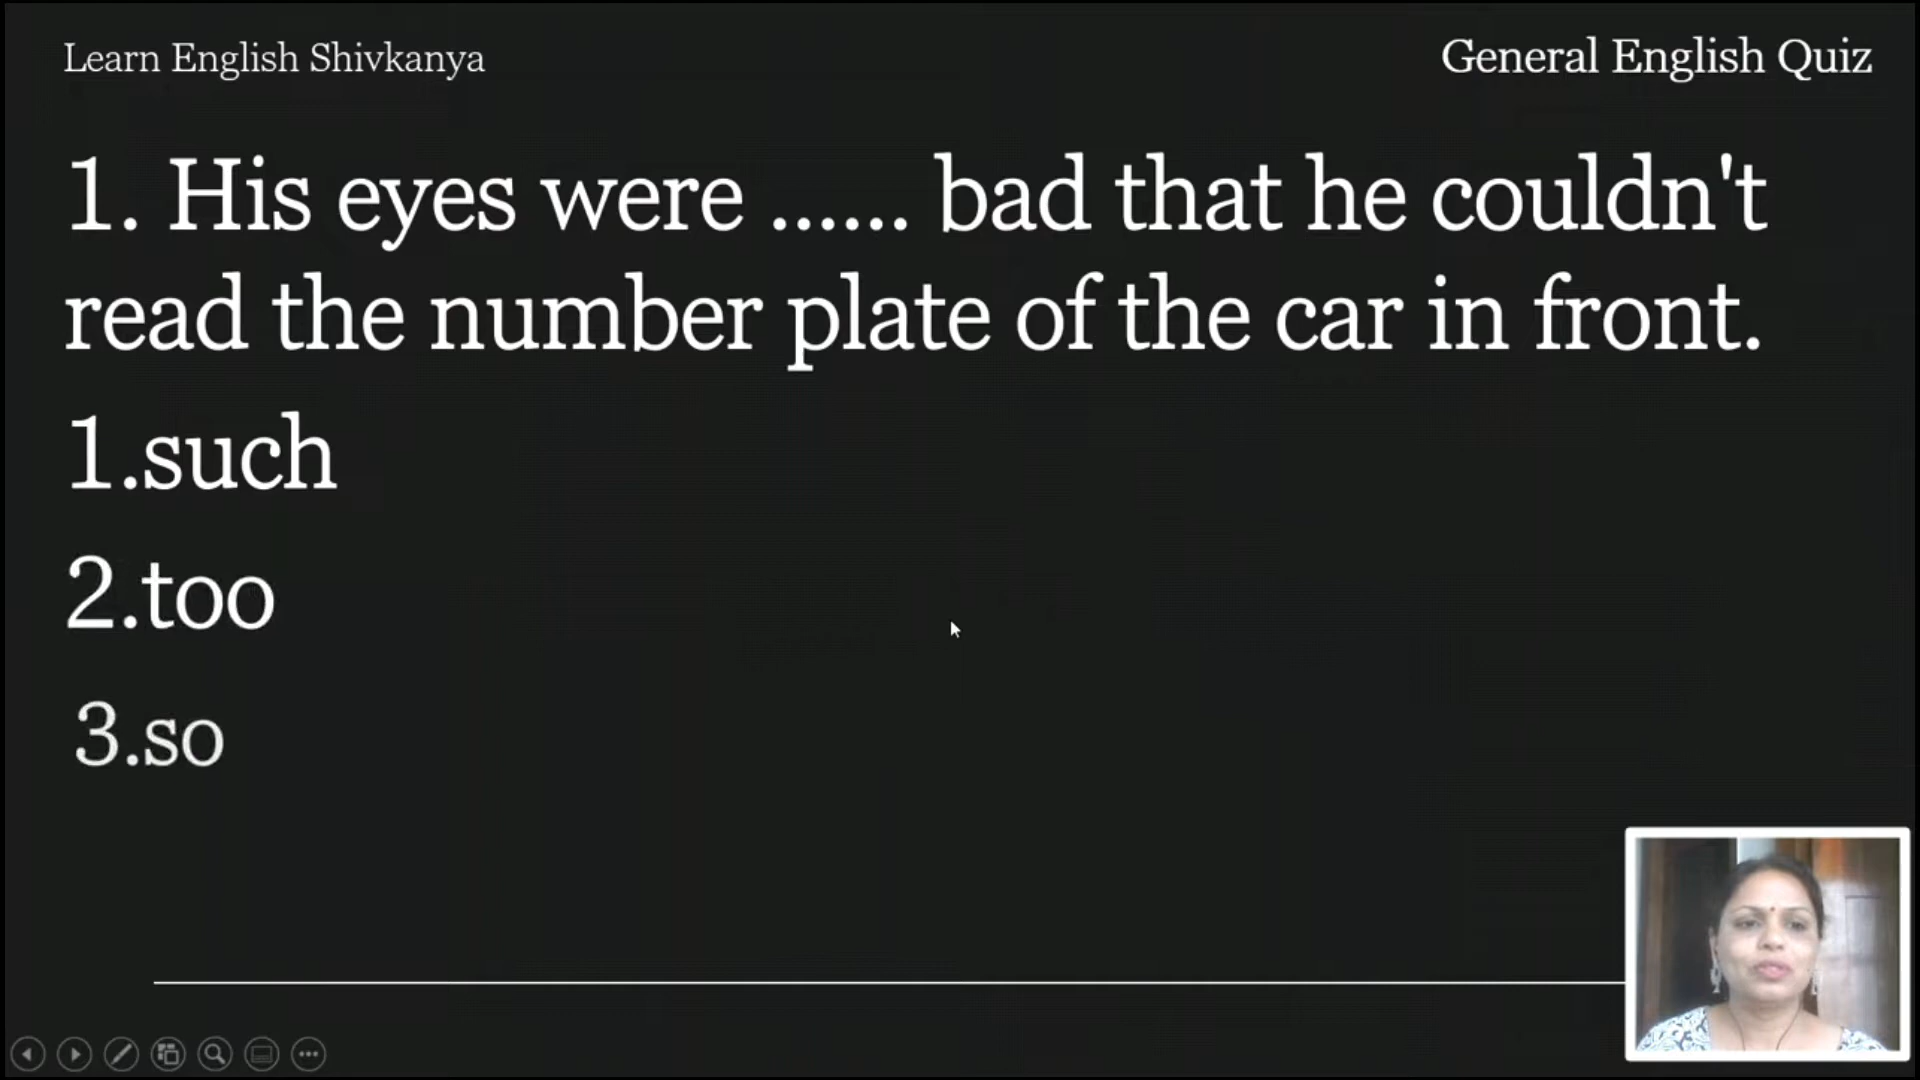 Learn English Shivkanya
General English Quiz
1. His eyes were ...... bad that he couldn't
read the number plate of the car in front.
1.such
2.too
3.so